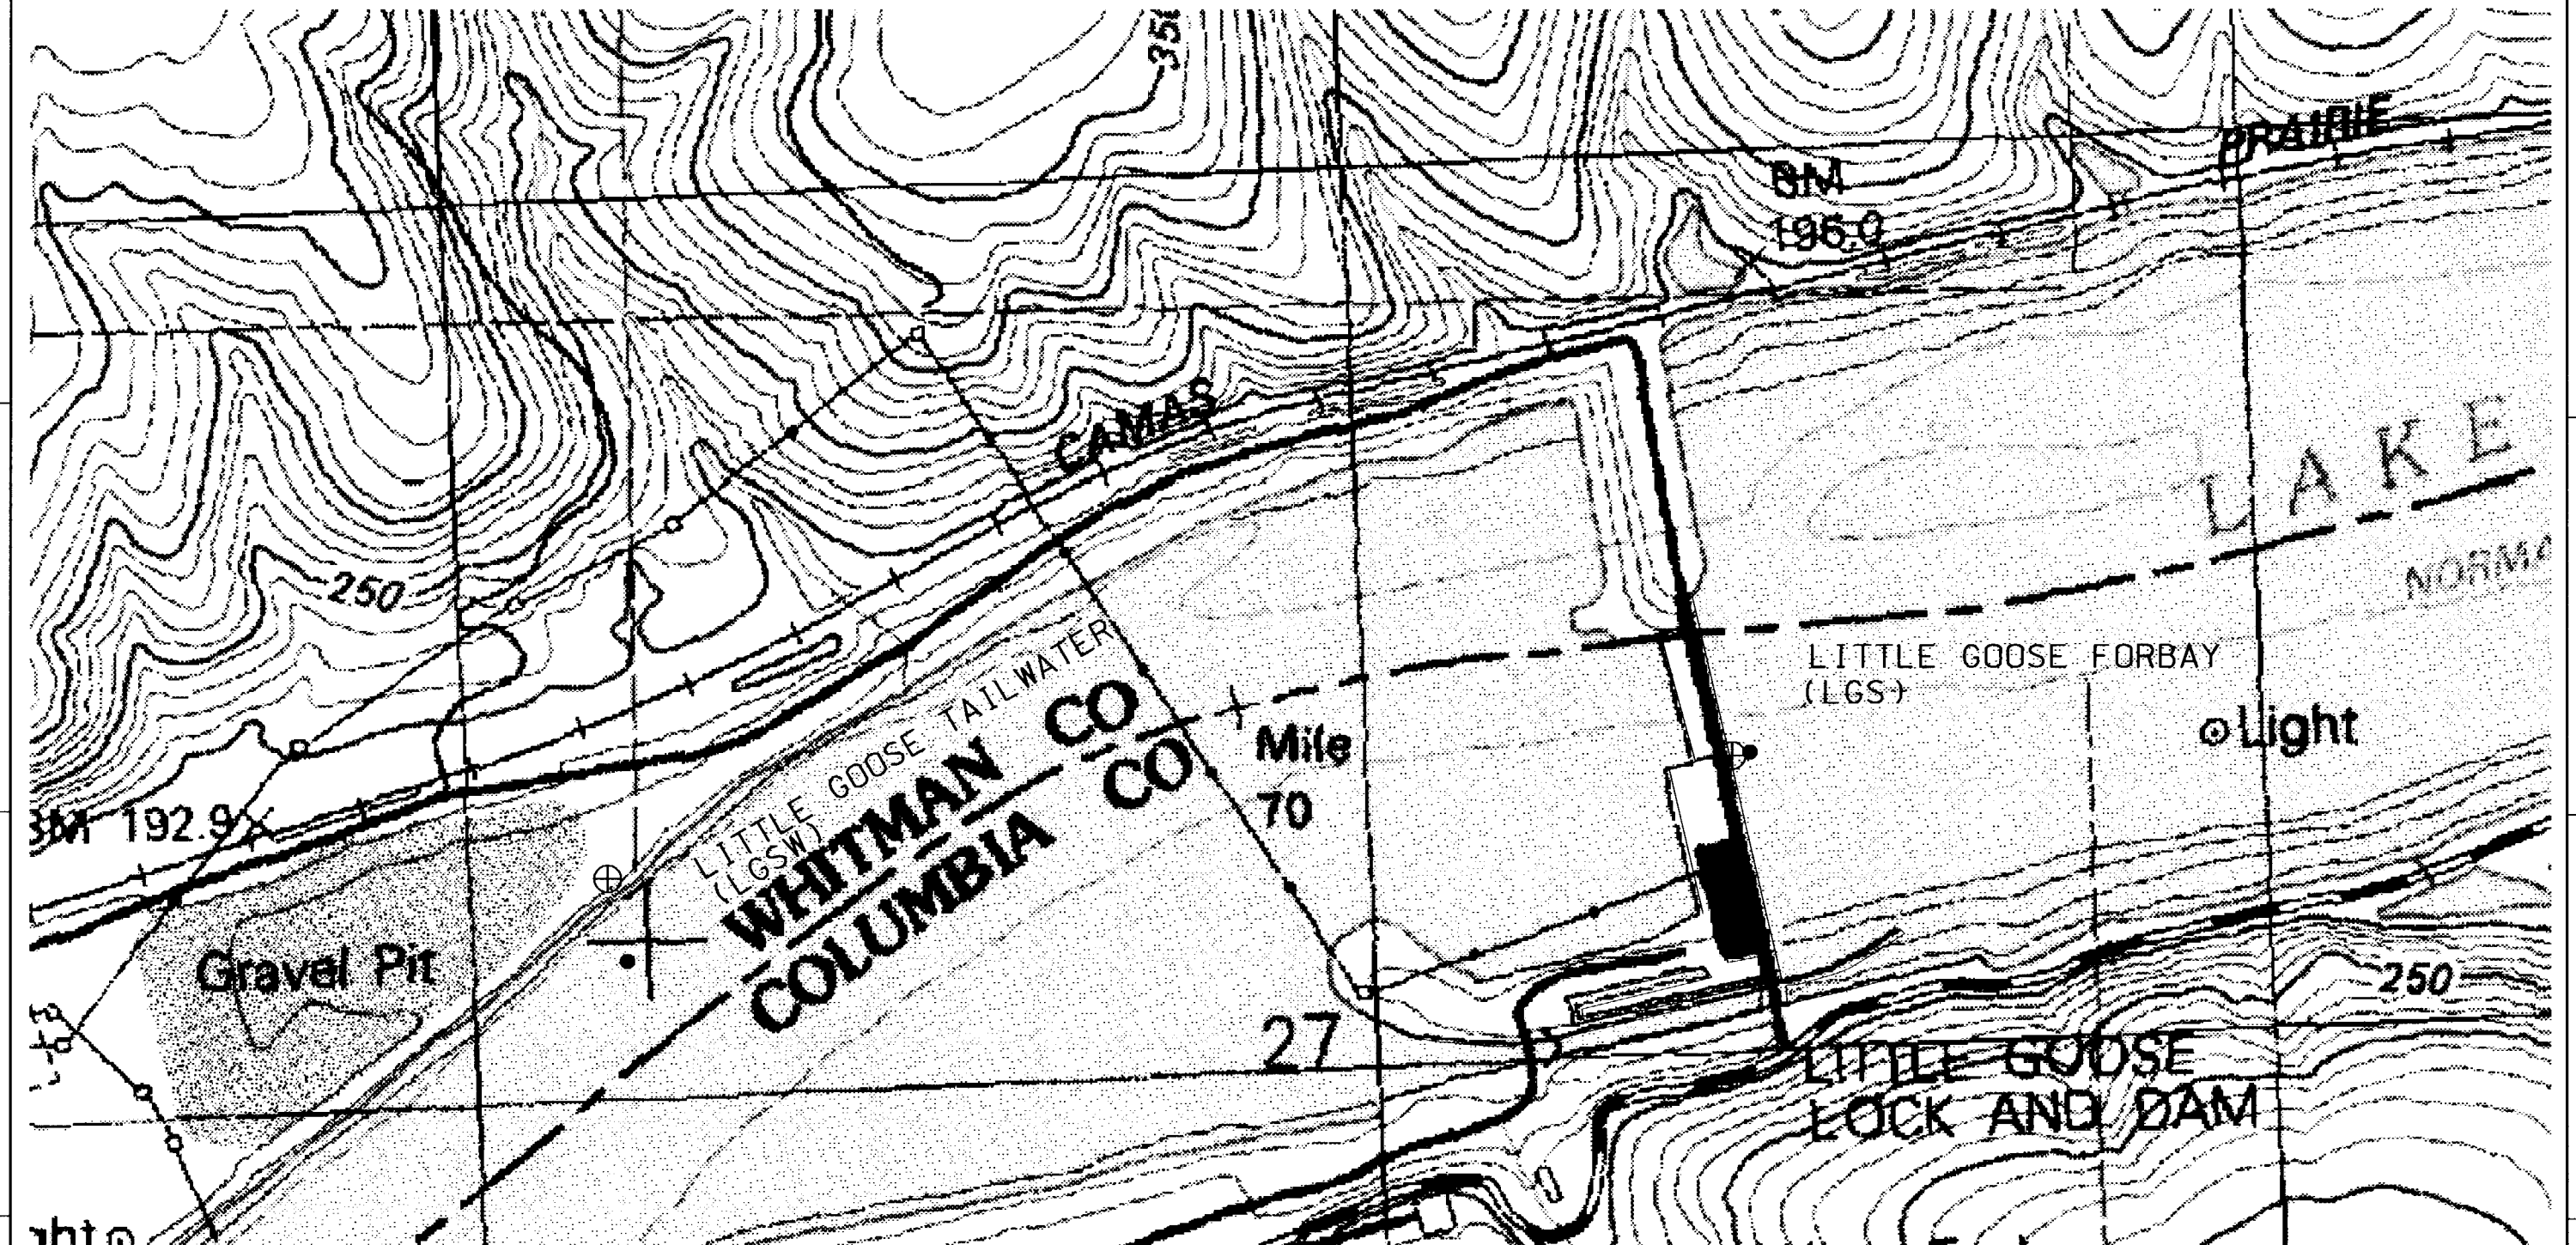 350
PRAIRIE
BM
196.0
CAMAS
LAKE
250
LITTLE GOOSE FORBAY
(LGS)
Light
LITTLE GOOSE TAILWATER
(LGSW)
WHITMAN CO
COLUMBIA CO
Mile
70
BM 192.9
Gravel Pit
250
27
LITTLE GOOSE
LOCK AND DAM